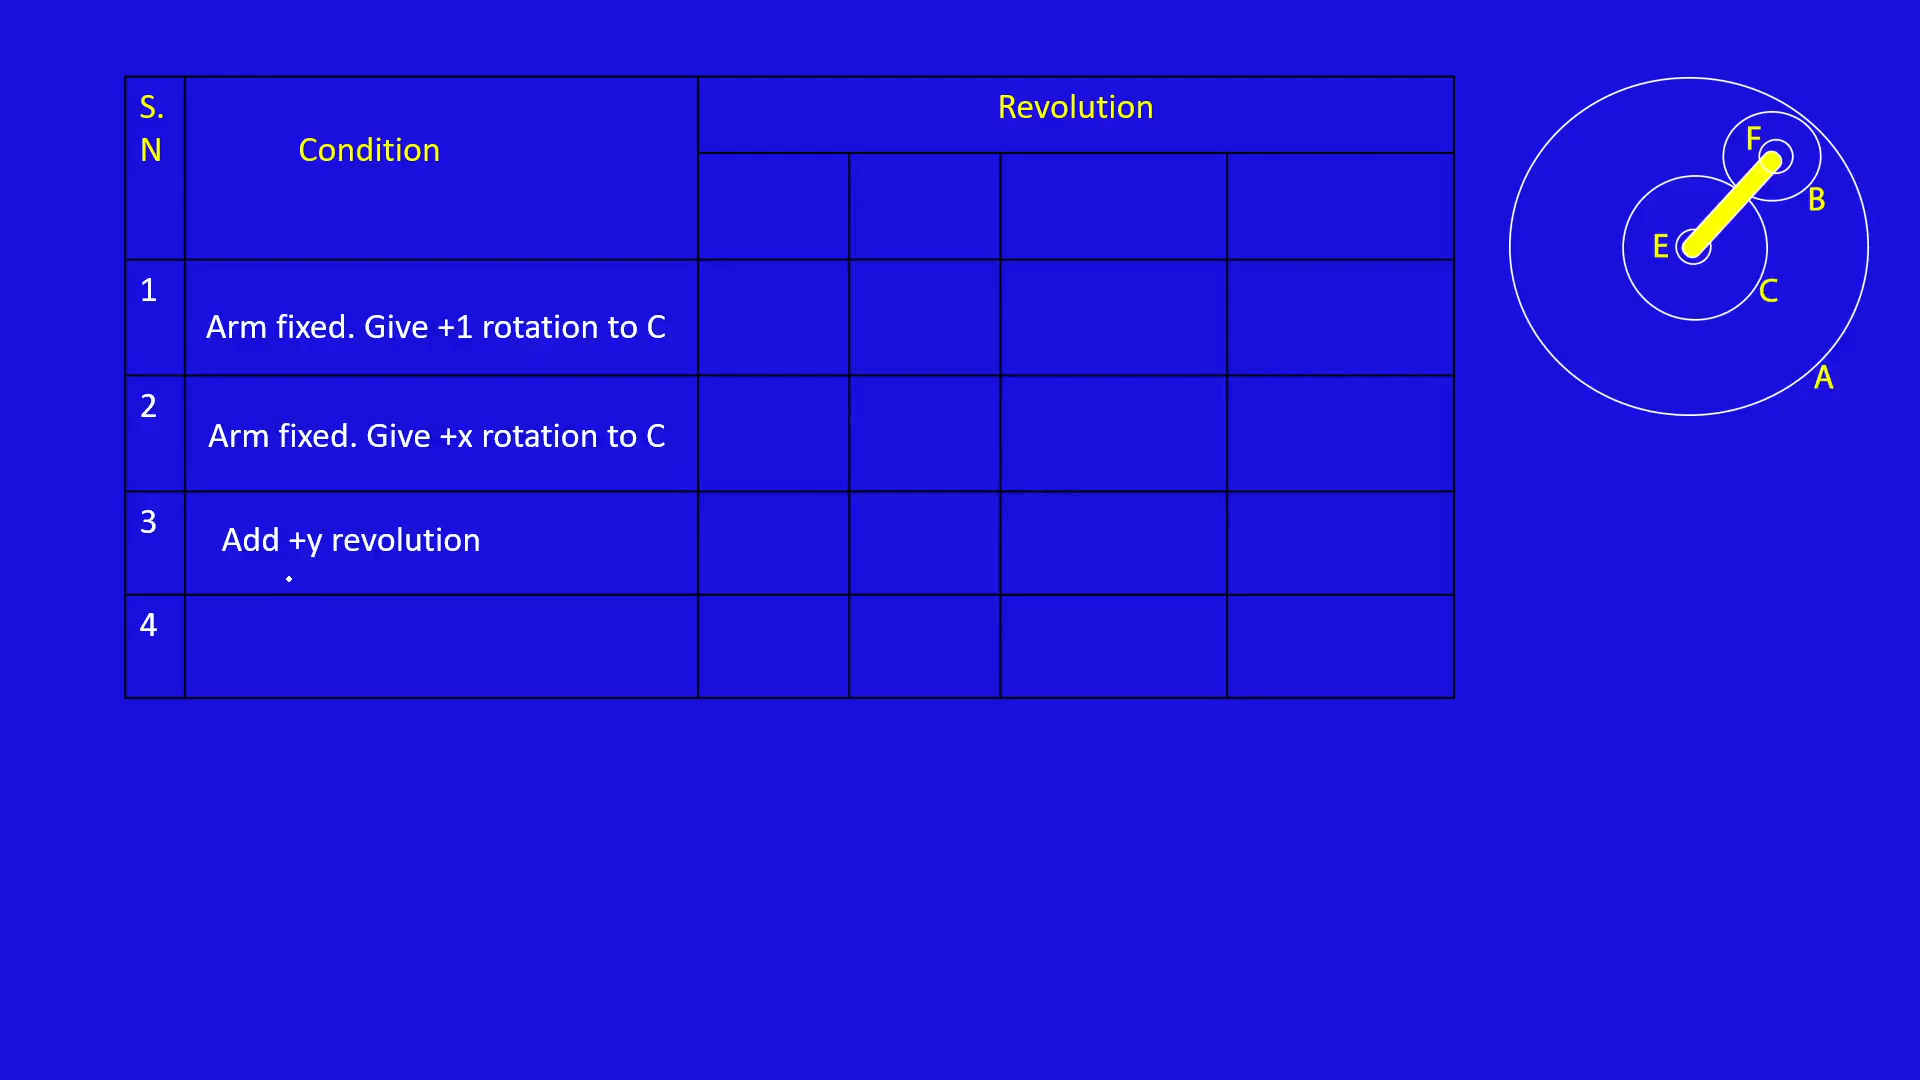 S.
N
Condition
Revolution
1
Arm fixed. Give +1 rotation to C
2
Arm fixed. Give +x rotation to C
3
Add +y revolution
4
F
B
E
C
A